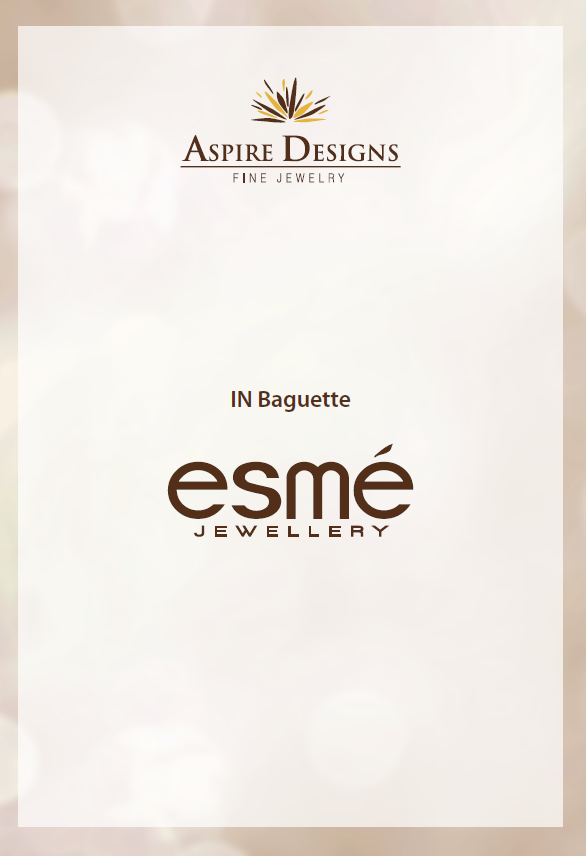 ASPIRE DESIGNS
FINE JEWELRY
IN Baguette
esmé
JEWELLERY